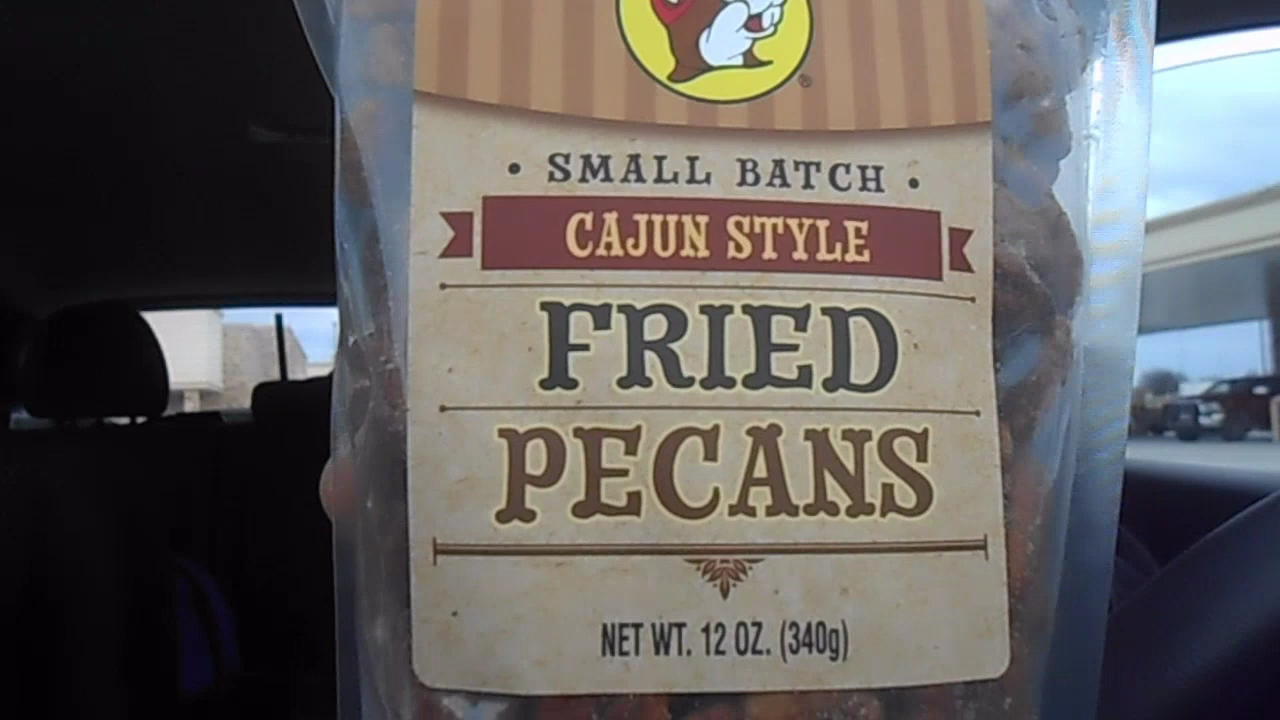 ®
• SMALL BATCH •
CAJUN STYLE
FRIED
PECANS
NET WT. 12 OZ. (340g)